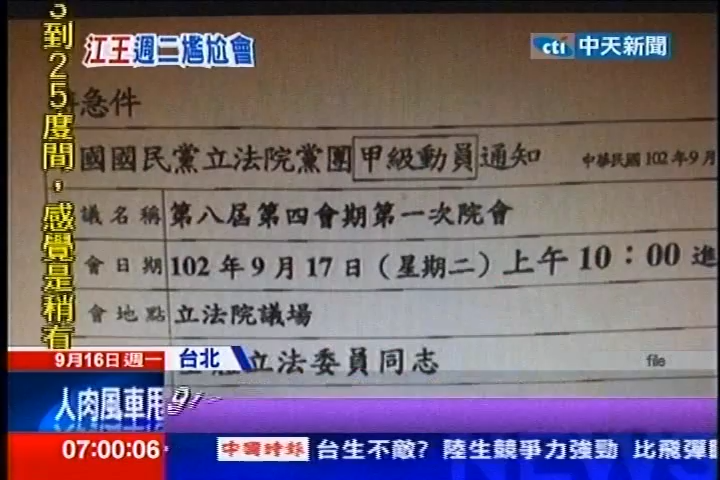 江王週二尷尬會
cti 中天新聞
到25度間,感覺是稍有
急件
國國民黨立法院黨團甲級動員通知
中華民國102年9月
議名稱 第八屆第四會期第一次院會
會日期 102年9月17日(星期二)上午10:00進
會地點 立法院議場
立法委員同志
9月16日週一 台北
file
人肉風車甩
07:00:06
中國時報 台生不敵? 陸生競爭力強勁 比飛彈